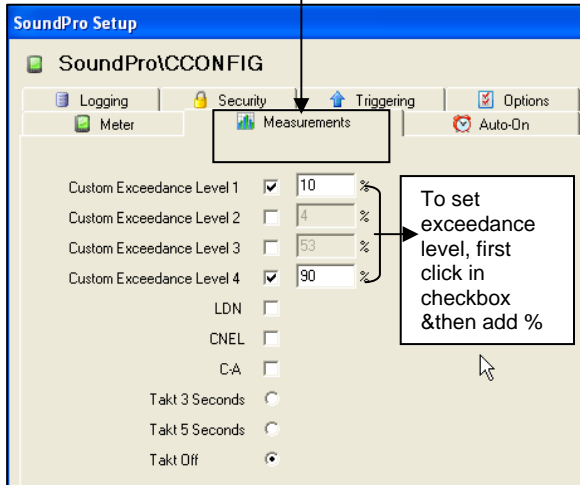 SoundPro Setup
SoundPro\CCONFIG
Logging Security Triggering Options
Meter Measurements Auto-On
Custom Exceedance Level 1 10 %
Custom Exceedance Level 2 4 %
Custom Exceedance Level 3 53 %
Custom Exceedance Level 4 90 %
LDN
CNEL
C-A
Takt 3 Seconds
Takt 5 Seconds
Takt Off
To set
exceedance
level, first
click in
checkbox
&then add %